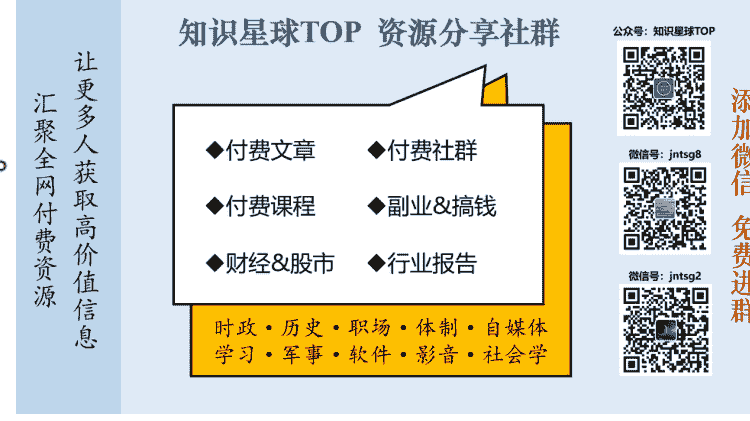 知识星球TOP 资源分享社群
让更多人获取高价值信息
汇聚全网付费资源
◆付费文章
◆付费社群
◆付费课程
◆副业&搞钱
◆财经&股市
◆行业报告
时政·历史·职场·体制·自媒体
学习·军事·软件·影音·社会学
公众号：知识星球TOP
微信号：jntsg8
微信号：jntsg2
添加微信 免费进群